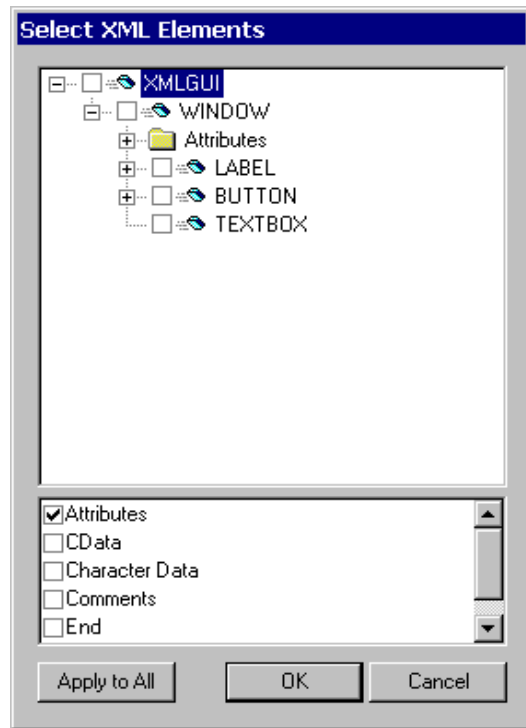 Select XML Elements
XMLGUI
WINDOW
Attributes
LABEL
BUTTON
TEXTBOX
Attributes
CData
Character Data
Comments
End
Apply to All OK Cancel